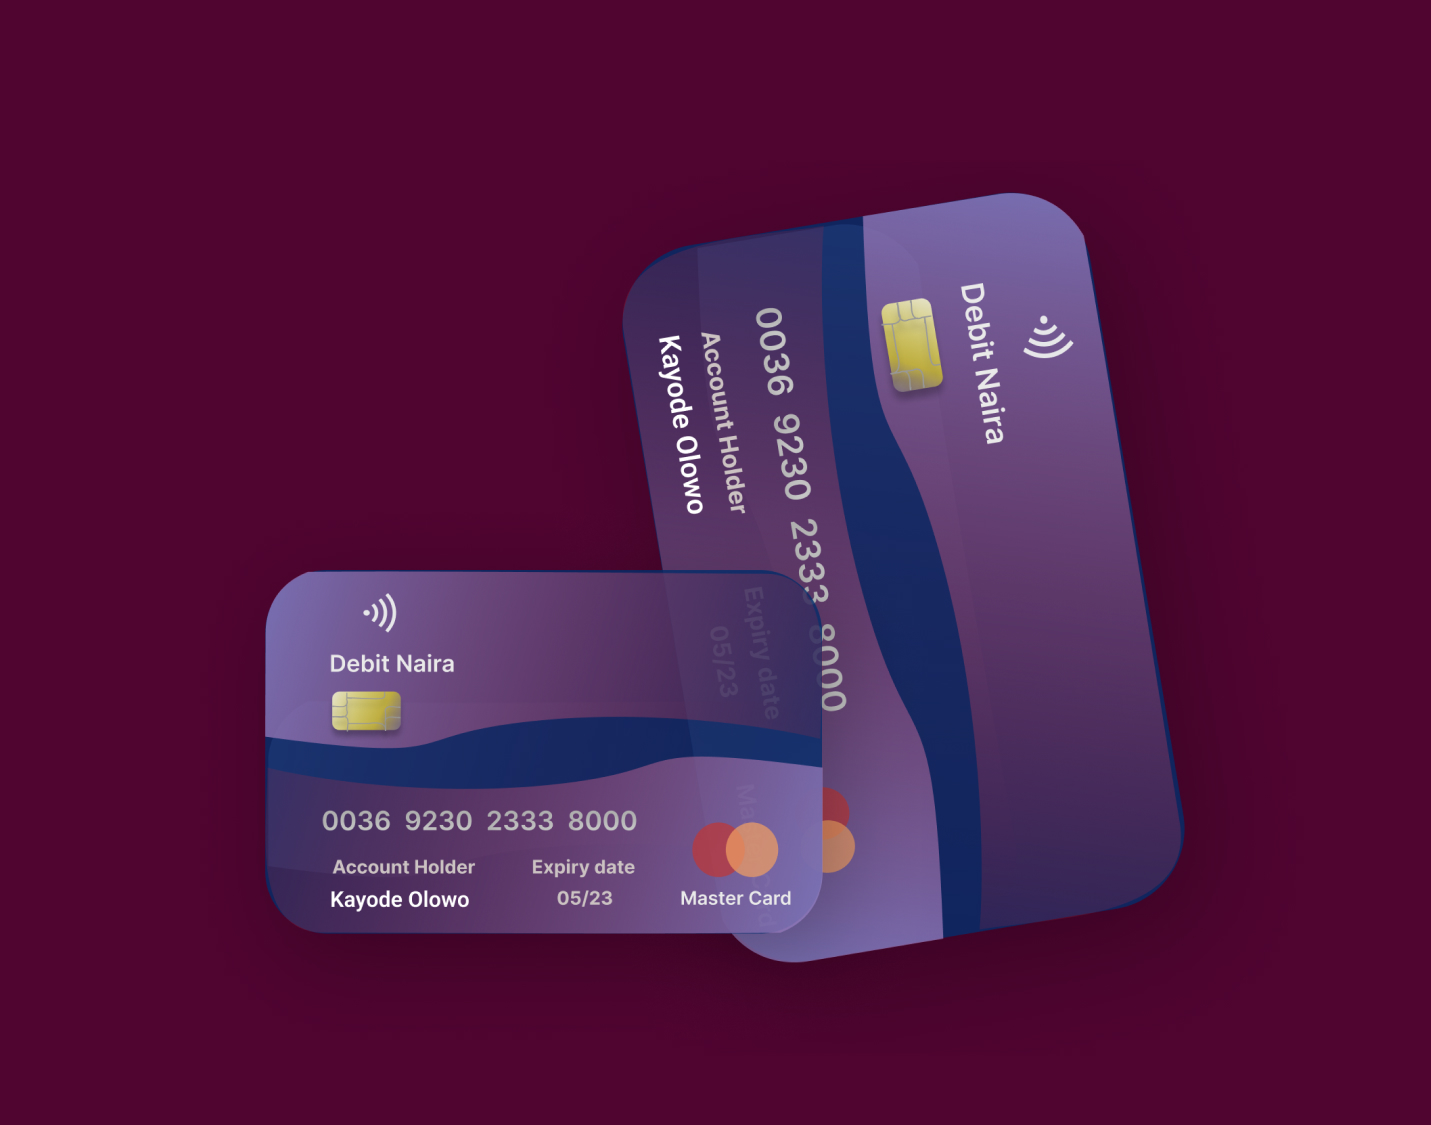 Debit Naira
0036 9230 2333 8000
Account Holder
Kayode Olowo
Expiry date
05/23
Master Card
Debit Naira
0036 9230 2333 8000
Account Holder
Kayode Olowo
Expiry date
05/23